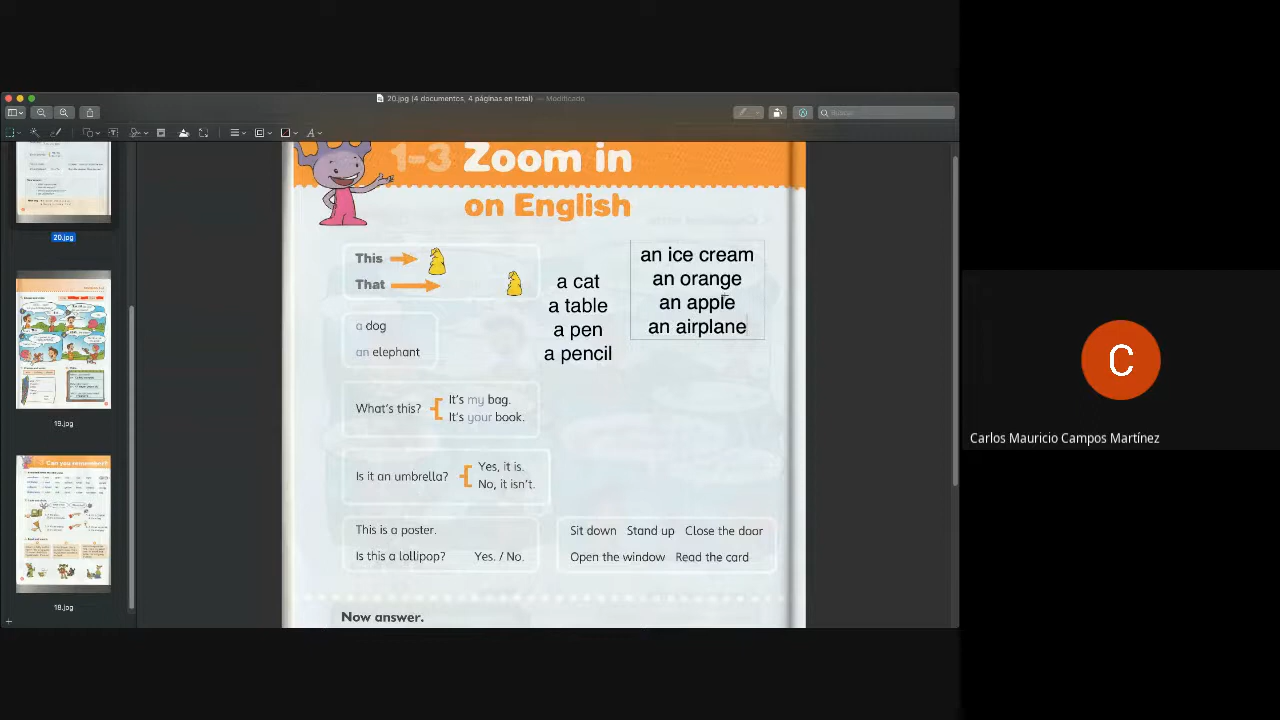 20.jpg (4 documentos, 4 páginas en total) — Modificado
Buscar
1-3 Zoom in
on English
This
That
a dog
an elephant
a cat
a table
a pen
a pencil
an ice cream
an orange
an apple
an airplane
What's this?
It's my bag.
It's your book.
Is it an umbrella?
Yes, it is.
No, it isn't.
This is a poster.
Is this a lollipop? Yes. / No.
Sit down Stand up Close the door
Open the window Read the card
Now answer.
20.jpg
19.jpg
Can you remember?
18.jpg
C
Carlos Mauricio Campos Martínez